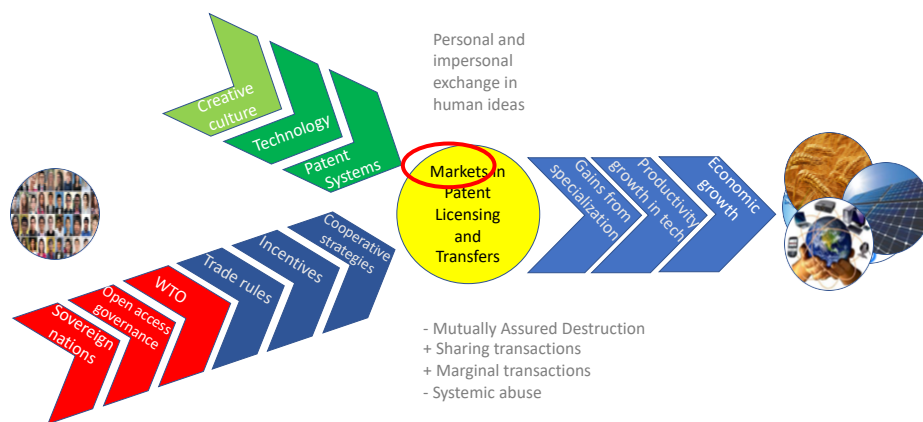 Personal and
impersonal
exchange in
human ideas
Creative
culture
Technology
Patent
Systems
Markets in
Patent
Licensing
and
Transfers
Gains from
specialization
Productivity
growth in tech
Economic
growth
Sovereign
nations
Open access
governance
WTO
Trade rules
Incentives
Cooperative
strategies
- Mutually Assured Destruction
+ Sharing transactions
+ Marginal transactions
- Systemic abuse